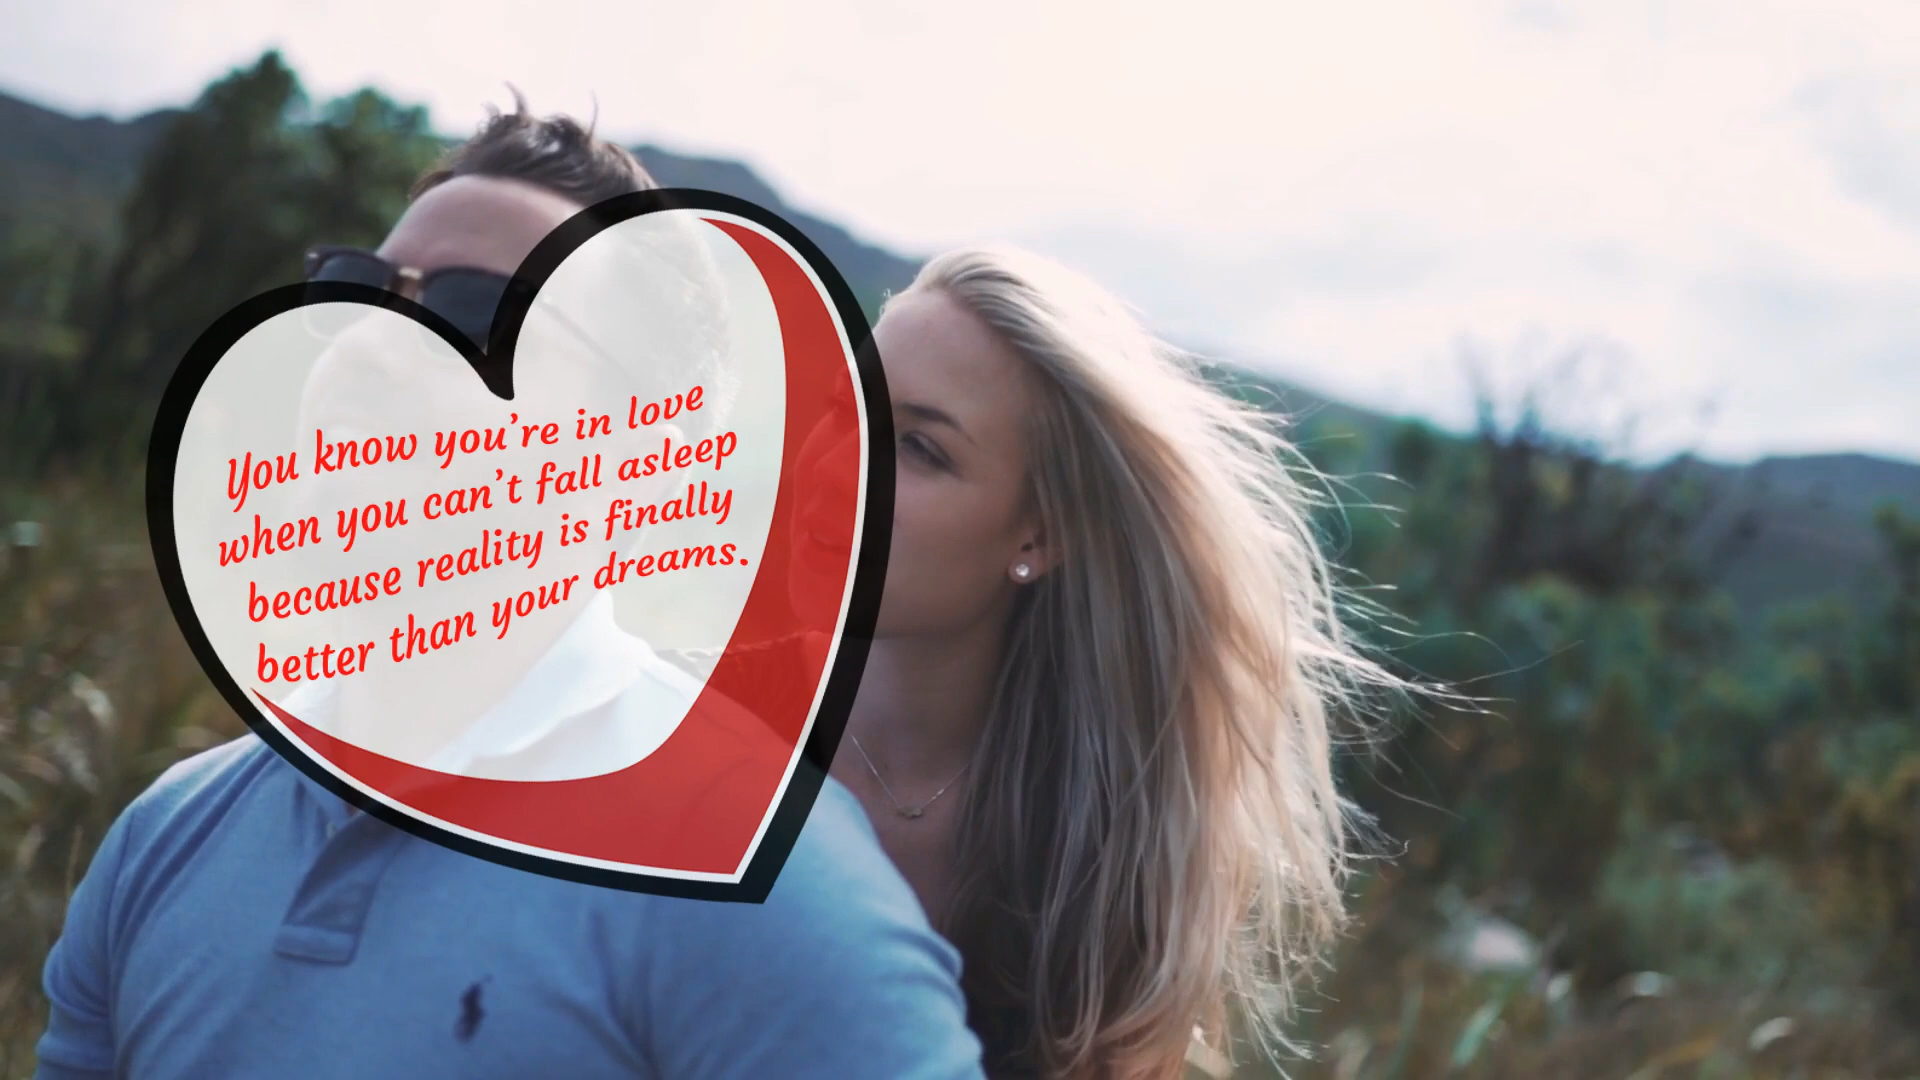 You know you're in love
when you can't fall asleep
because reality is finally
better than your dreams.